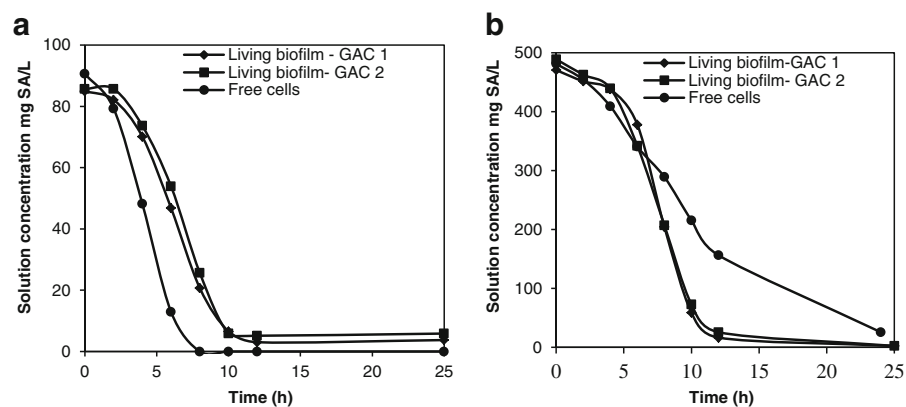 a
Solution concentration mg SA/L
100
80
60
40
20
0
0 5 10 15 20 25
Time (h)
Living biofilm - GAC 1
Living biofilm- GAC 2
Free cells
b
Solution concentration mg SA/L
500
400
300
200
100
0
0 5 10 15 20 25
Time (h)
Living biofilm-GAC 1
Living biofilm- GAC 2
Free cells